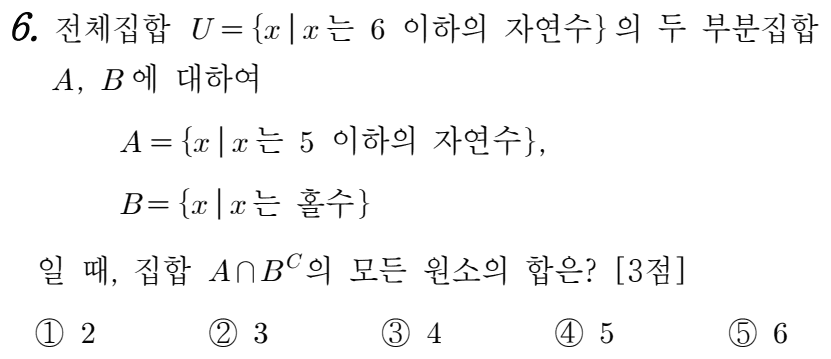 6. 전체집합 U = {x | x는 6 이하의 자연수}의 두 부분집합
A, B에 대하여
A = {x | x는 5 이하의 자연수},
B = {x | x는 홀수}
일 때, 집합 A∩B^C의 모든 원소의 합은? [3점]
① 2 ② 3 ③ 4 ④ 5 ⑤ 6